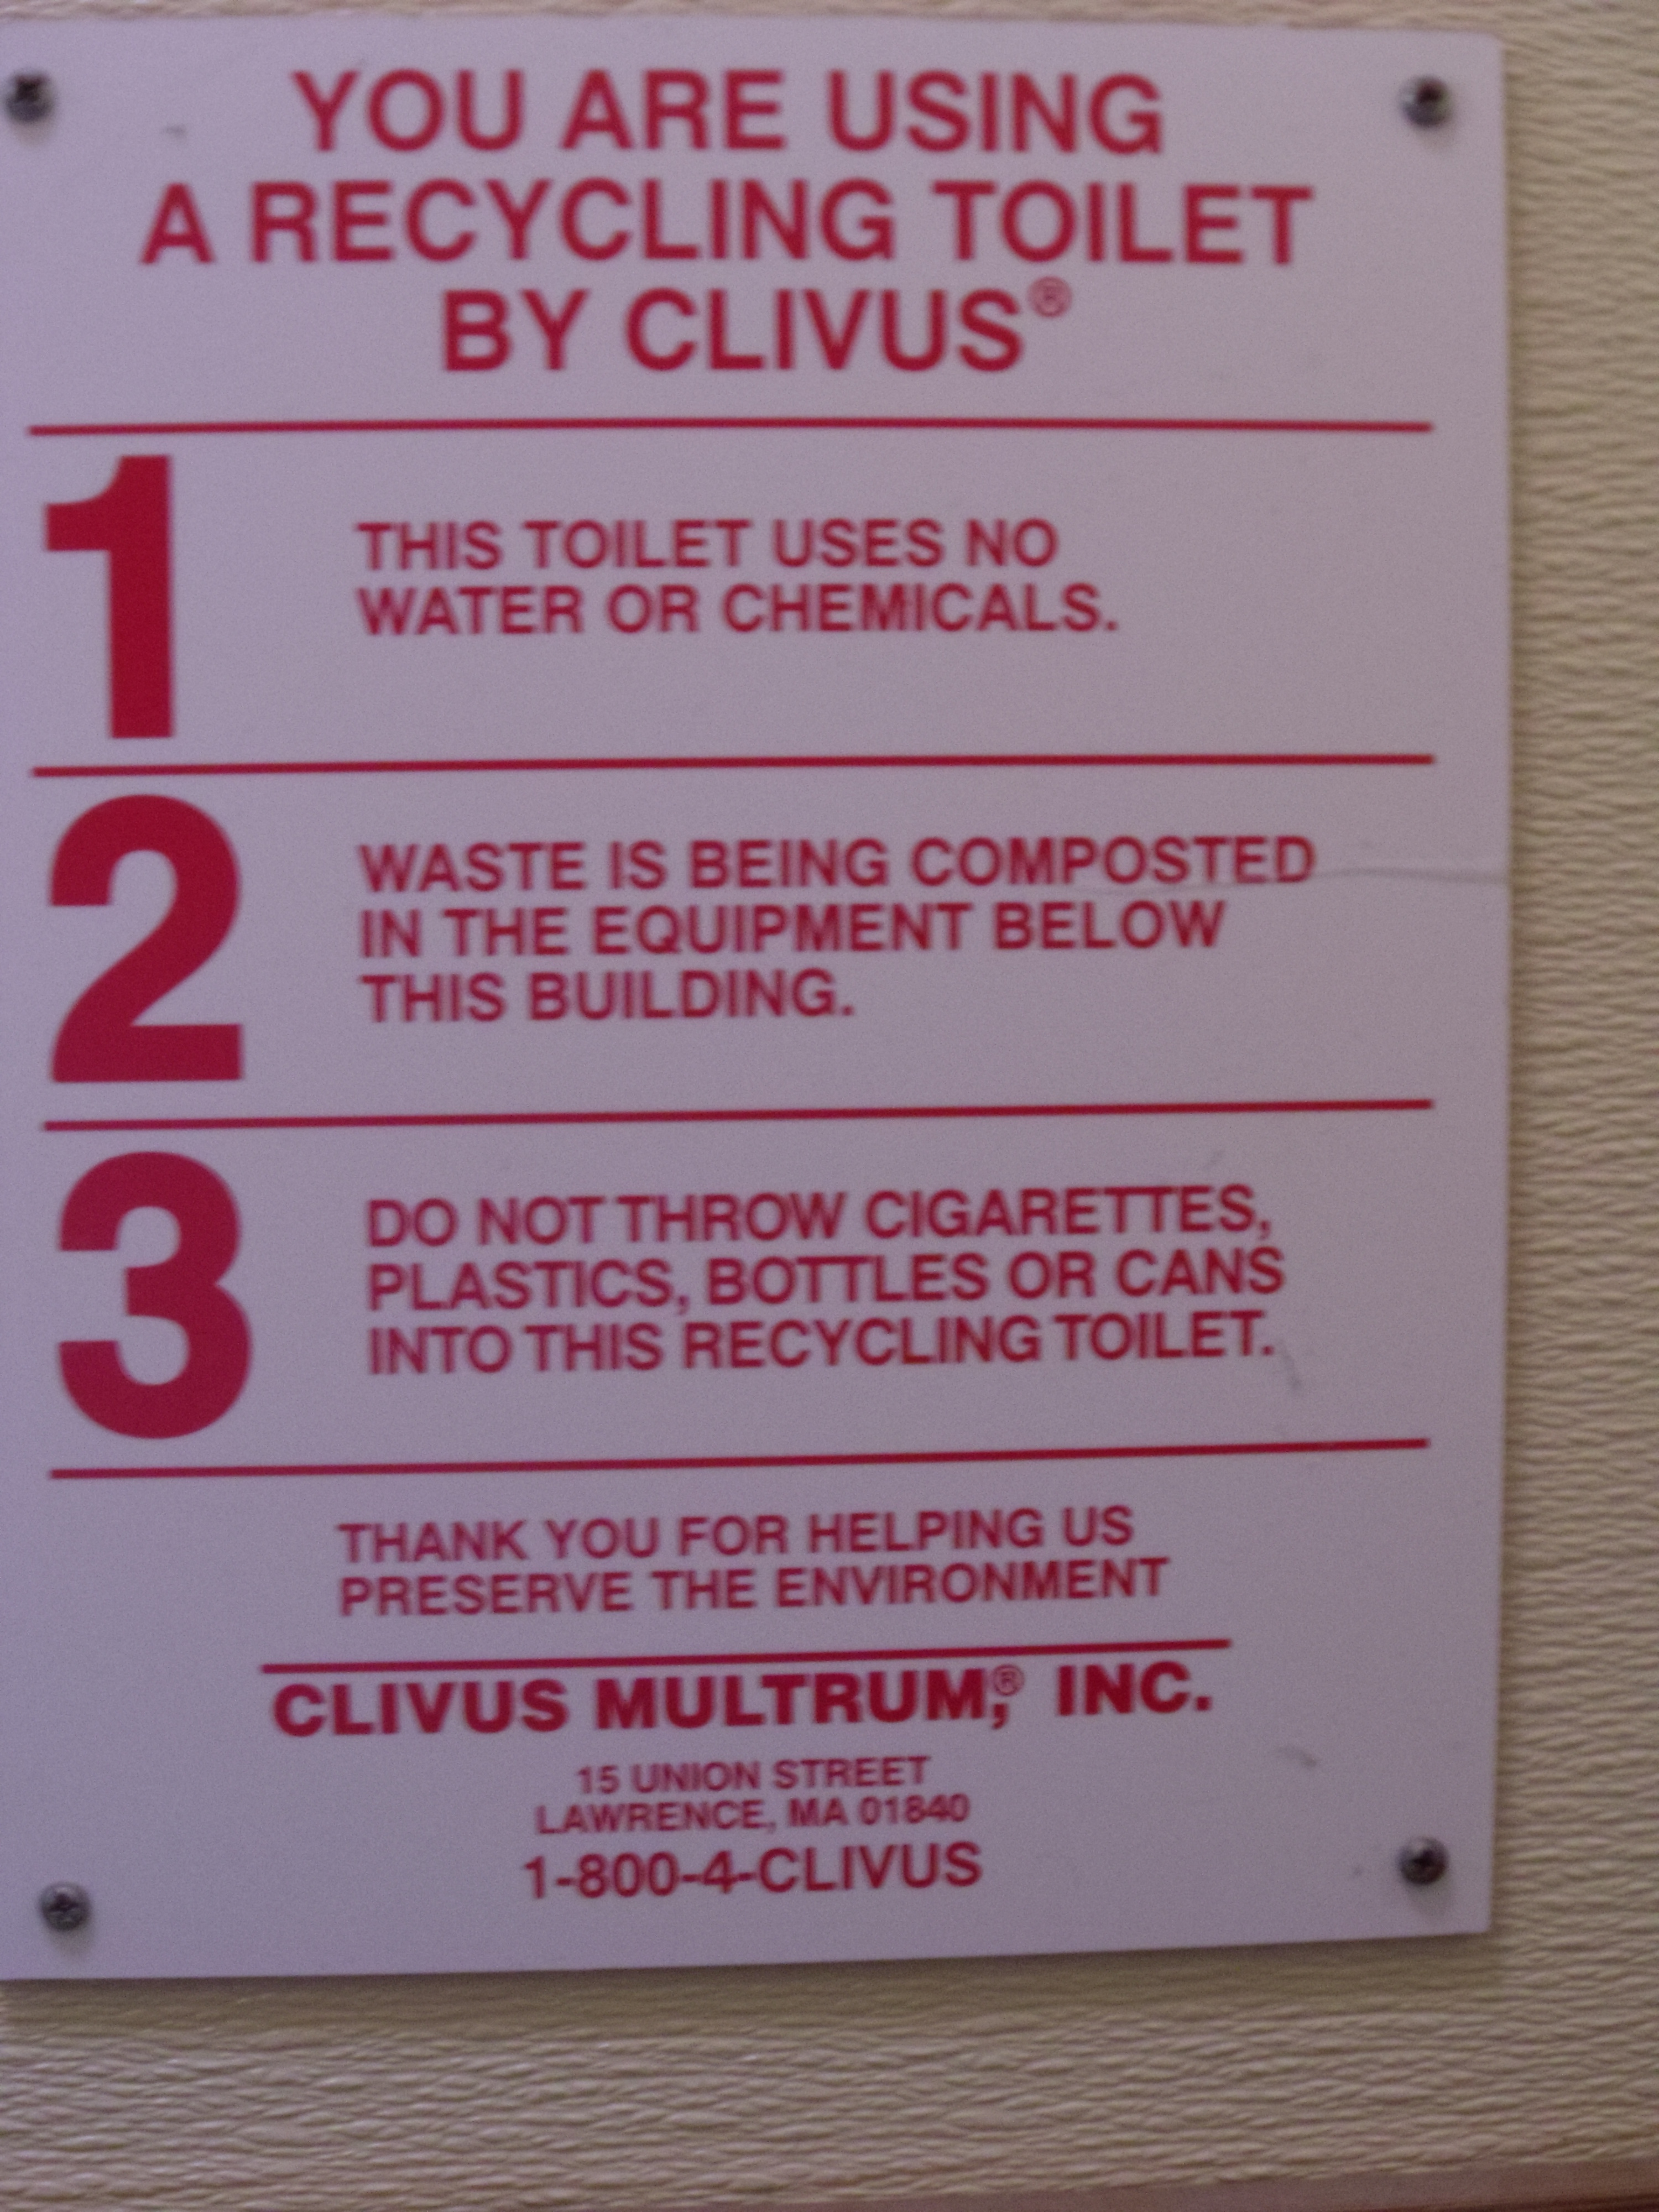 YOU ARE USING
A RECYCLING TOILET
BY CLIVUS®
1
THIS TOILET USES NO
WATER OR CHEMICALS.
2
WASTE IS BEING COMPOSTED
IN THE EQUIPMENT BELOW
THIS BUILDING.
3
DO NOT THROW CIGARETTES,
PLASTICS, BOTTLES OR CANS
INTO THIS RECYCLING TOILET.
THANK YOU FOR HELPING US
PRESERVE THE ENVIRONMENT
CLIVUS MULTRUM,® INC.
15 UNION STREET
LAWRENCE, MA 01840
1-800-4-CLIVUS